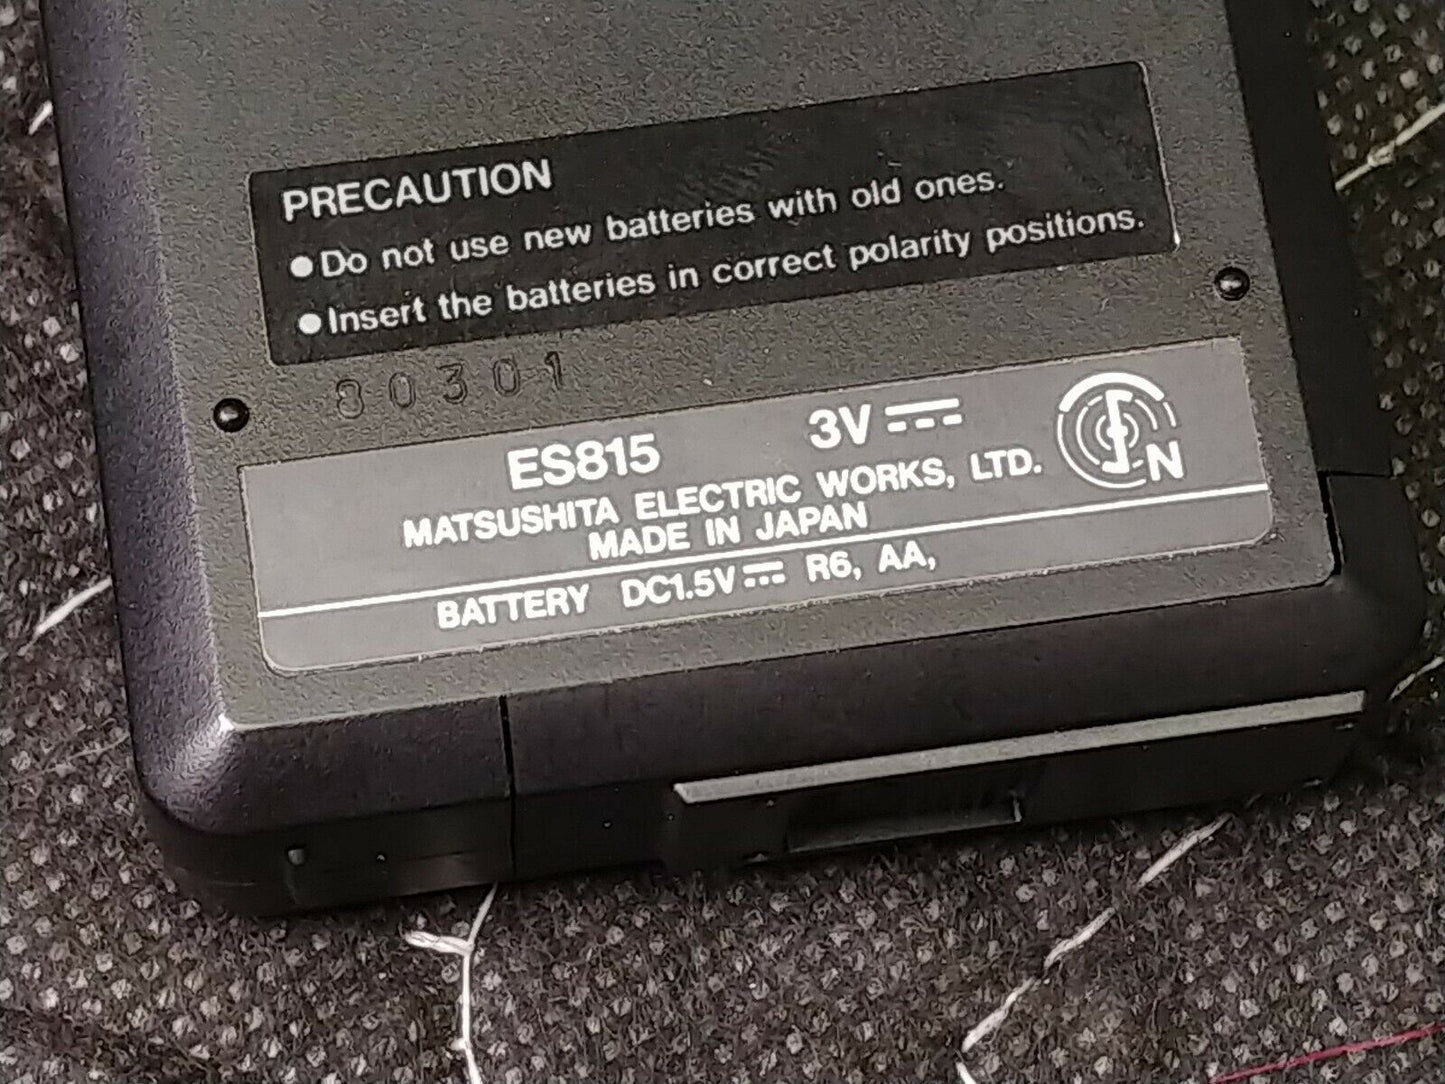 PRECAUTION
●Do not use new batteries with old ones.
●Insert the batteries in correct polarity positions.
80301
ES815 3V
MATSUSHITA ELECTRIC WORKS, LTD.
N
MADE IN JAPAN
BATTERY DC1.5V R6, AA,